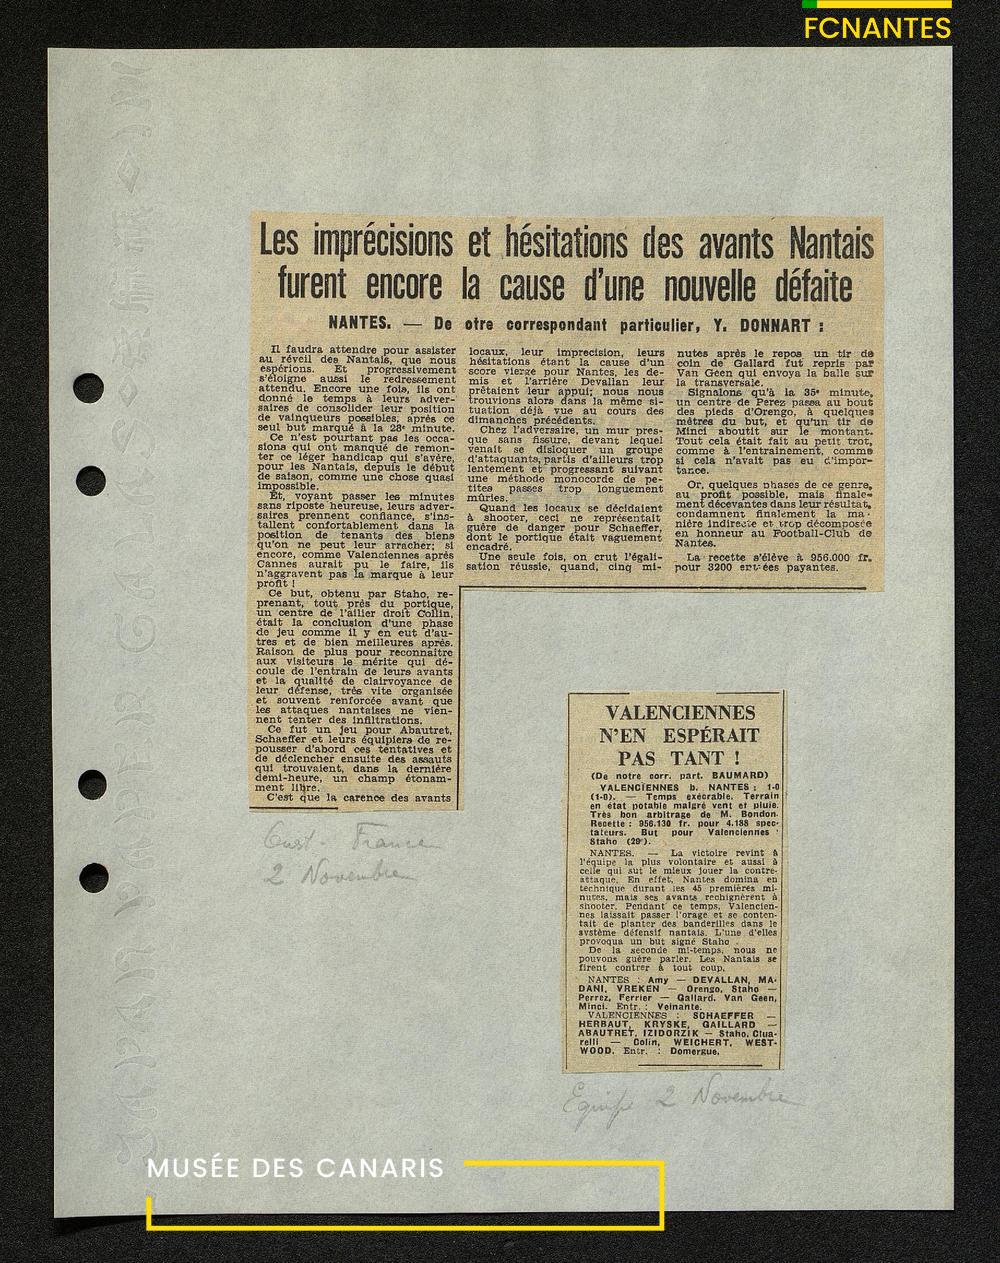 FCNANTES
Les imprécisions et hésitations des avants Nantais
furent encore la cause d'une nouvelle défaite
NANTES. — De otre correspondant particulier, Y. DONNART :
Il faudra attendre pour assister
au réveil des Nantais, que nous
espérions. Et progressivement
s'éloigne aussi le redressement
attendu. Encore une fois, ils ont
donné le temps à leurs adver-
saires de consolider leur position
de vainqueurs possibles, après ce
seul but marqué à la 28e minute.
Ce n'est pourtant pas les occa-
sions qui ont manqué de remon-
ter ce léger handicap qui s'avère,
pour les Nantais, depuis le début
de saison, comme une chose quasi
impossible.
Et, voyant passer les minutes
sans riposte heureuse, leurs adver-
saires prennent confiance, s'ins-
tallent confortablement dans la
position de tenants des biens
qu'on ne peut leur arracher; si
encore, comme Valenciennes après
Cannes aurait pu le faire, ils
n'aggravent pas la marque à leur
profit !
Ce but, obtenu par Staho, re-
prenant, tout près du portique,
un centre de l'ailier droit Collin,
était la conclusion d'une phase
de jeu comme il y en eut d'au-
tres et de bien meilleures après.
Raison de plus pour reconnaître
aux visiteurs le mérite qui dé-
coule de l'entrain de leurs avants
et la qualité de clairvoyance de
leur défense, très vite organisée
et souvent renforcée avant que
les attaques nantaises ne vien-
nent tenter des infiltrations.
Ce fut un jeu pour Abautret,
Schaeffer et leurs équipiers de re-
pousser d'abord ces tentatives et
de déclencher ensuite des assauts
qui trouvaient, dans la dernière
demi-heure, un champ étonam-
ment libre.
C'est que la carence des avants
locaux, leur imprecision, leurs
hésitations étant la cause d'un
score vierge pour Nantes, les de-
mis et l'arrière Devallan leur
prêtaient leur appui; nous nous
trouvions alors dans la même si-
tuation déjà vue au cours des
dimanches précédents.
Chez l'adversaire, un mur pres-
que sans fissure, devant lequel
venait se disloquer un groupe
d'attaquants, partis d'ailleurs trop
lentement et progressant suivant
une méthode monocorde de pe-
tites passes trop longuement
mûries.
Quand les locaux se décidaient
à shooter, ceci ne représentait
guère de danger pour Schaeffer,
dont le portique était vaguement
encadré.
Une seule fois, on crut l'égali-
sation réussie, quand, cinq mi-
nutes après le repos un tir de
coin de Gallard fut repris par
Van Geen qui envoya la balle sur
la transversale.
Signalons qu'à la 35e minute,
un centre de Perez passa au bout
des pieds d'Orengo, à quelques
mètres du but, et qu'un tir de
Minci aboutit sur le montant.
Tout cela était fait au petit trot,
comme à l'entrainement, comme
si cela n'avait pas eu d'impor-
tance.
Or, quelques phases de ce genre,
au profit possible, mais finale-
ment décevantes dans leur résultat,
condamnent finalement la ma-
nière indirecte et trop décomposée
en honneur au Football-Club de
Nantes.
La recette s'élève à 956.000 fr.
pour 3200 entrées payantes.
Ouest-France
2 Novembre
VALENCIENNES
N'EN ESPÉRAIT
PAS TANT !
(De notre corr. part. BAUMARD)
VALENCIENNES b. NANTES : 1-0
(1-0). — Temps exécrable. Terrain
en état potable malgré vent et pluie.
Très bon arbitrage de M. Bondon.
Recette : 956.130 fr. pour 4.188 spec-
tateurs. But pour Valenciennes :
Staho (29').
NANTES. — La victoire revint à
l'équipe la plus volontaire et aussi à
celle qui sut le mieux jouer la contre-
attaque. En effet, Nantes domina en
technique durant les 45 premières mi-
nutes, mais ses avants rechignèrent à
shooter. Pendant ce temps, Valencien-
nes laissait passer l'orage et se conten-
tait de planter des banderilles dans le
système défensif nantais. L'une d'elles
provoqua un but signé Staho .
De la seconde mi-temps, nous ne
pouvons guère parler. Les Nantais se
firent contrer à tout coup.
NANTES : Amy — DEVALLAN, MA-
DANI, VREKEN — Orengo, Staho —
Perrez, Ferrier — Gallard. Van Geen,
Minci. Entr. : Veinante.
VALENCIENNES : SCHAEFFER —
HERBAUT, KRYSKE, GAILLARD —
ABAUTRET, IZIDORZIK — Staho, Clua-
relli — Colin, WEICHERT, WEST-
WOOD. Entr. : Domergue.
Equipe 2 Novembre
MUSÉE DES CANARIS